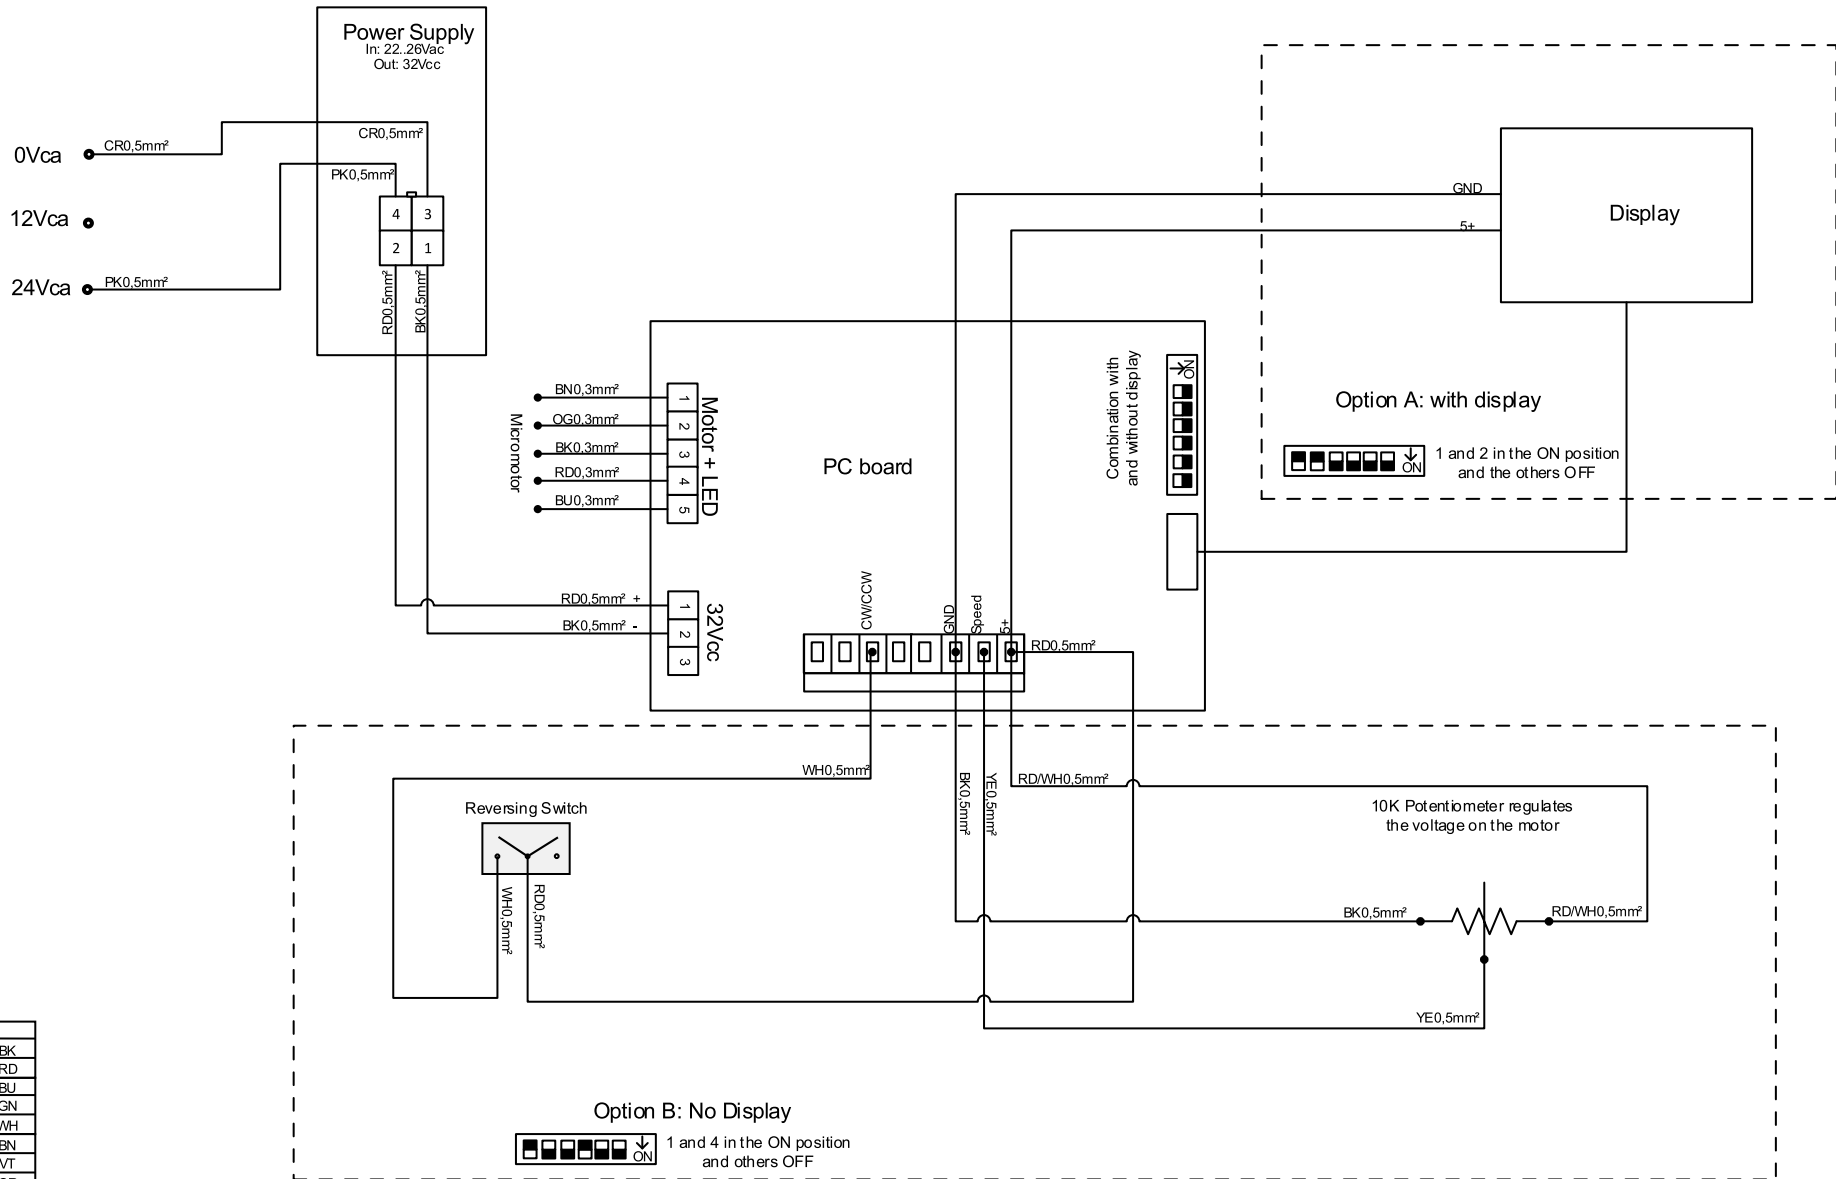 Power Supply
In: 22..26Vac
Out: 32Vcc
0Vca
CR0,5mm²
CR0,5mm²
PK0,5mm²
12Vca
4
3
2
1
24Vca
PK0,5mm²
RD0,5mm²
BK0,5mm²
GND
5+
Display
Option A: with display
ON
1 and 2 in the ON position
and the others OFF
PC board
Combination with
and without display
ON
Micromotor
BN0,3mm²
OG0,3mm²
BK0,3mm²
RD0,3mm²
BU0,3mm²
1
2
3
4
5
Motor + LED
RD0,5mm² +
BK0,5mm² -
1
2
3
32Vcc
CW/CCW
GND
Speed
5+
RD0,5mm²
WH0,5mm²
BK0,5mm²
YE0,5mm²
RD/WH0,5mm²
Reversing Switch
WH0,5mm²
RD0,5mm²
10K Potentiometer regulates
the voltage on the motor
BK0,5mm²
RD/WH0,5mm²
YE0,5mm²
Option B: No Display
ON
1 and 4 in the ON position
and others OFF
BK
RD
BU
GN
WH
BN
VT